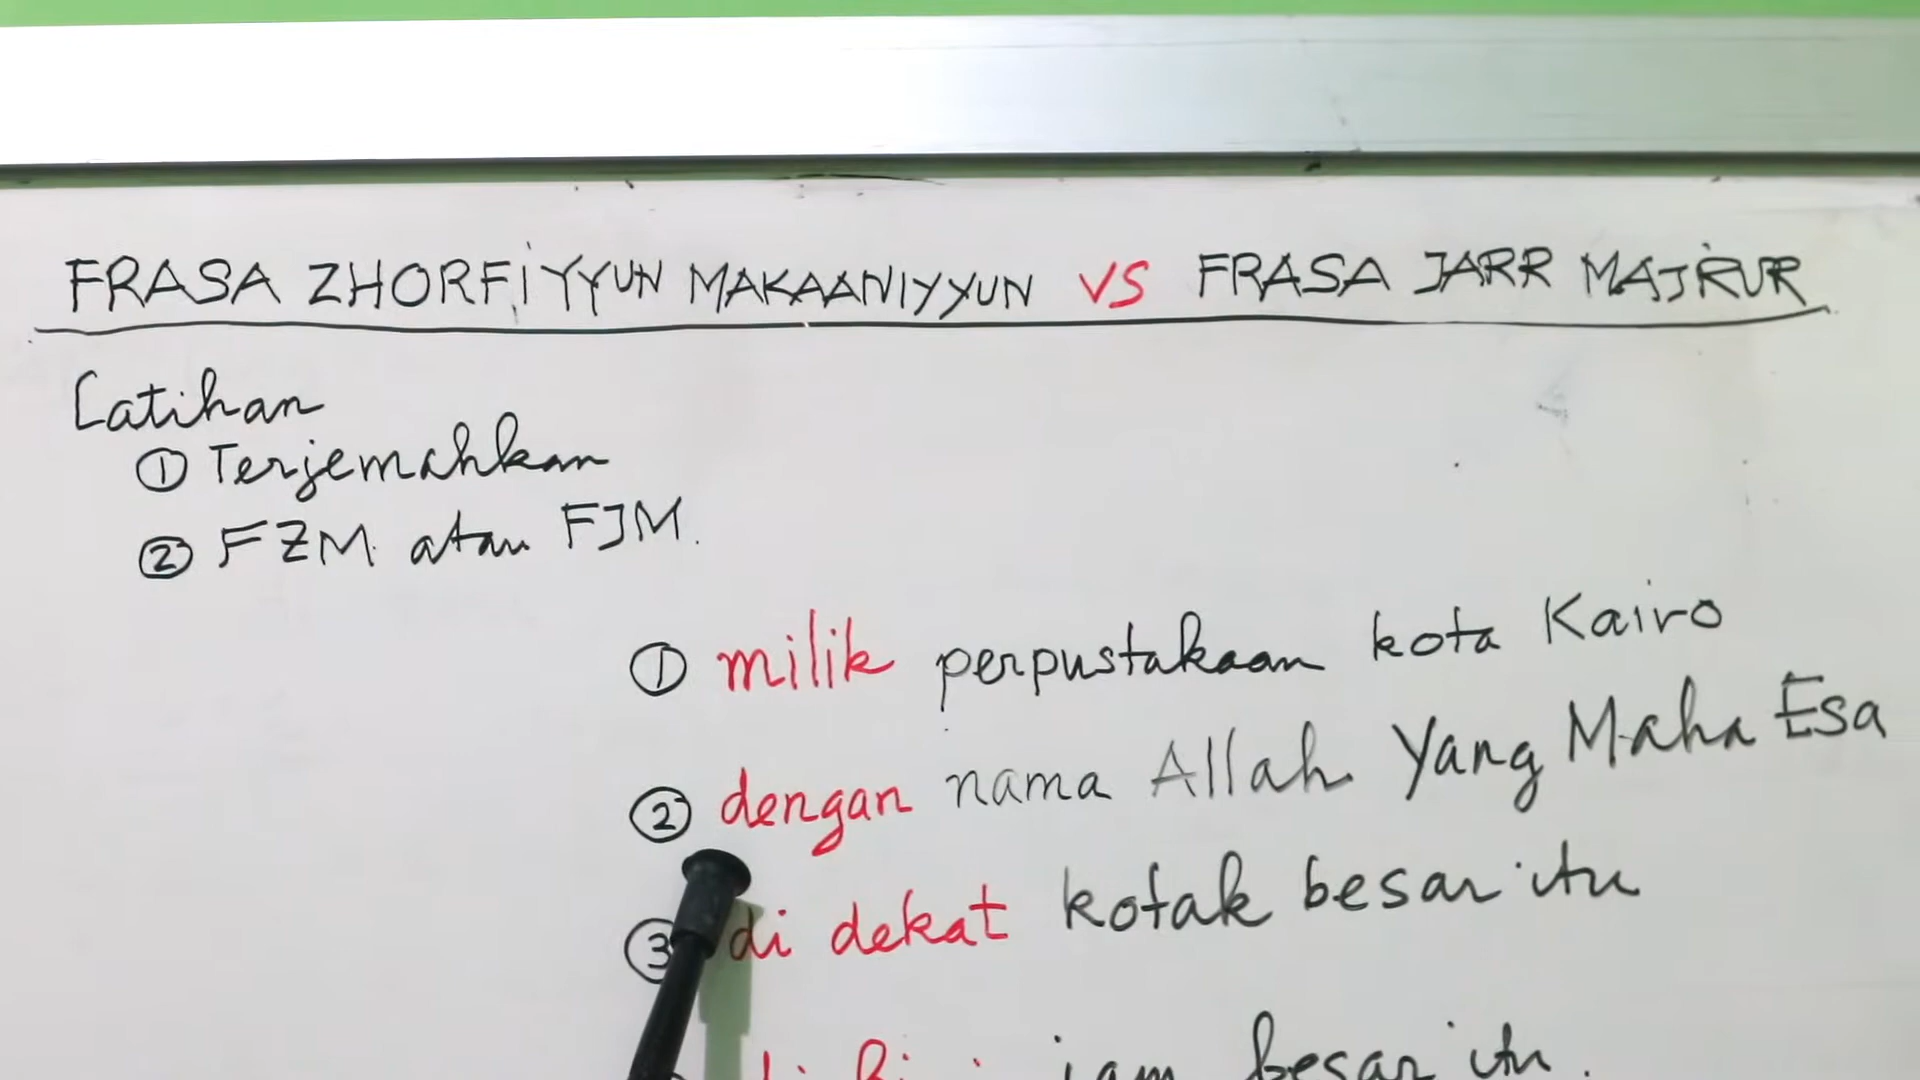 FRASA ZHORFIYYUN MAKAANIYYUN VS FRASA JARR MAJRUR
Latihan
① Terjemahkan
② FZM atau FJM.
① milik perpustakaan kota Kairo
② dengan nama Allah Yang Maha Esa
③ di dekat kotak besar itu
jam besar itu.